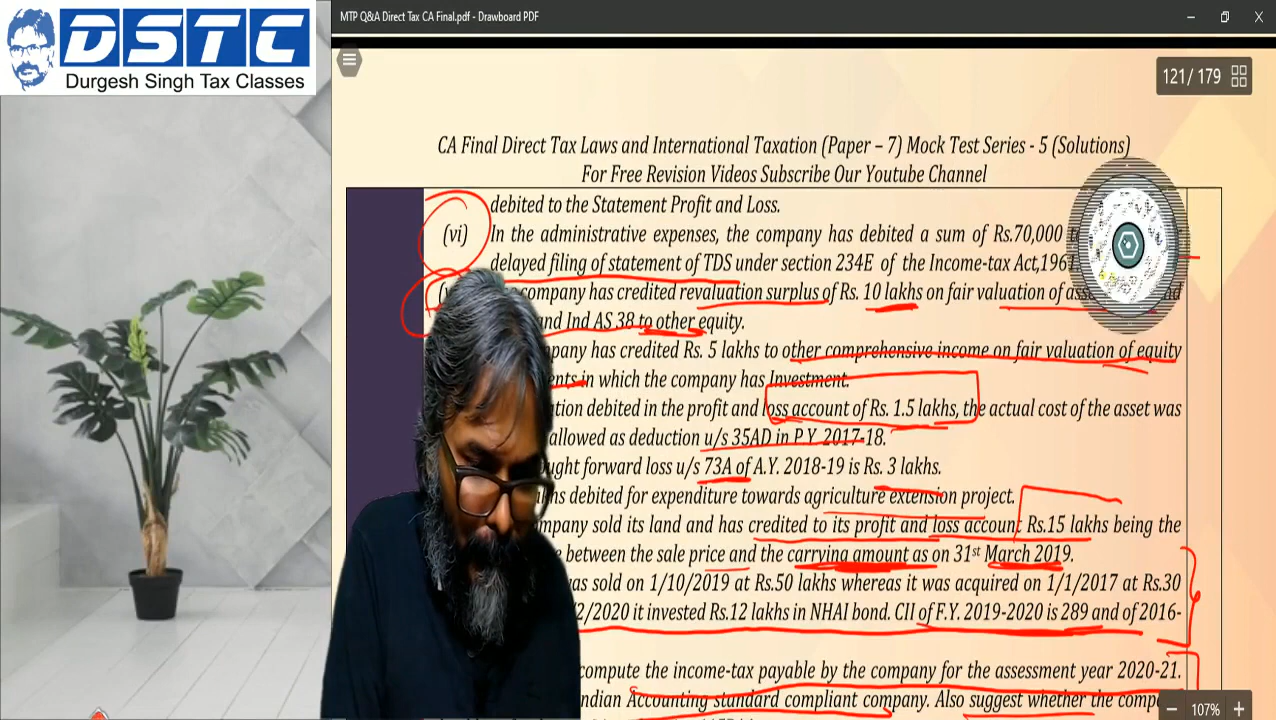 DSTC
Durgesh Singh Tax Classes
MTP Q&A Direct Tax CA Final.pdf - Drawboard PDF
121/ 179
CA Final Direct Tax Laws and International Taxation (Paper – 7) Mock Test Series - 5 (Solutions)
For Free Revision Videos Subscribe Our Youtube Channel
debited to the Statement Profit and Loss.
(vi) In the administrative expenses, the company has debited a sum of Rs.70,000
delayed filing of statement of TDS under section 234E of the Income-tax Act,
company has credited revaluation surplus of Rs. 10 lakhs on fair valuation of
and Ind AS 38 to other equity.
has credited Rs. 5 lakhs to other comprehensive income on fair valuation of equity
in which the company has Investment.
debited in the profit and loss account of Rs. 1.5 lakhs, the actual cost of the asset was
allowed as deduction u/s 35AD in P.Y. 2017-18.
forward loss u/s 73A of A.Y. 2018-19 is Rs. 3 lakhs.
debited for expenditure towards agriculture extension project.
sold its land and has credited to its profit and loss account Rs.15 lakhs being the
between the sale price and the carrying amount as on 31st March 2019.
was sold on 1/10/2019 at Rs.50 lakhs whereas it was acquired on 1/1/2017 at Rs.30
it invested Rs.12 lakhs in NHAI bond. CII of F.Y. 2019-2020 is 289 and of 2016-
compute the income-tax payable by the company for the assessment year 2020-21.
Accounting standard compliant company. Also suggest whether the
107%